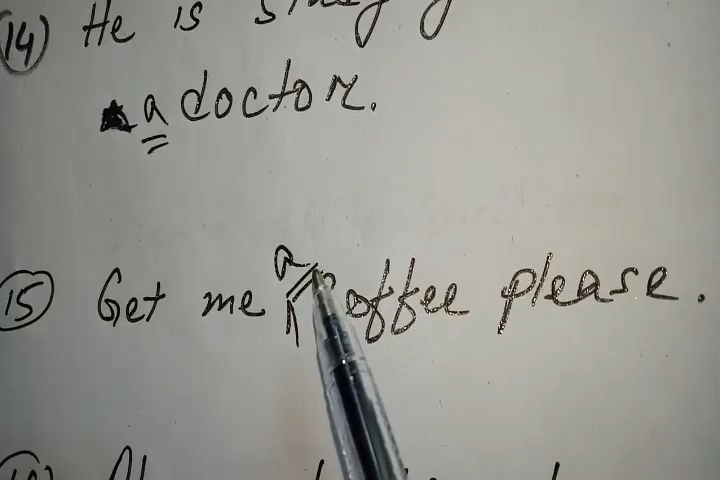 (14) He is
a doctor.
(15) Get me a coffee please.